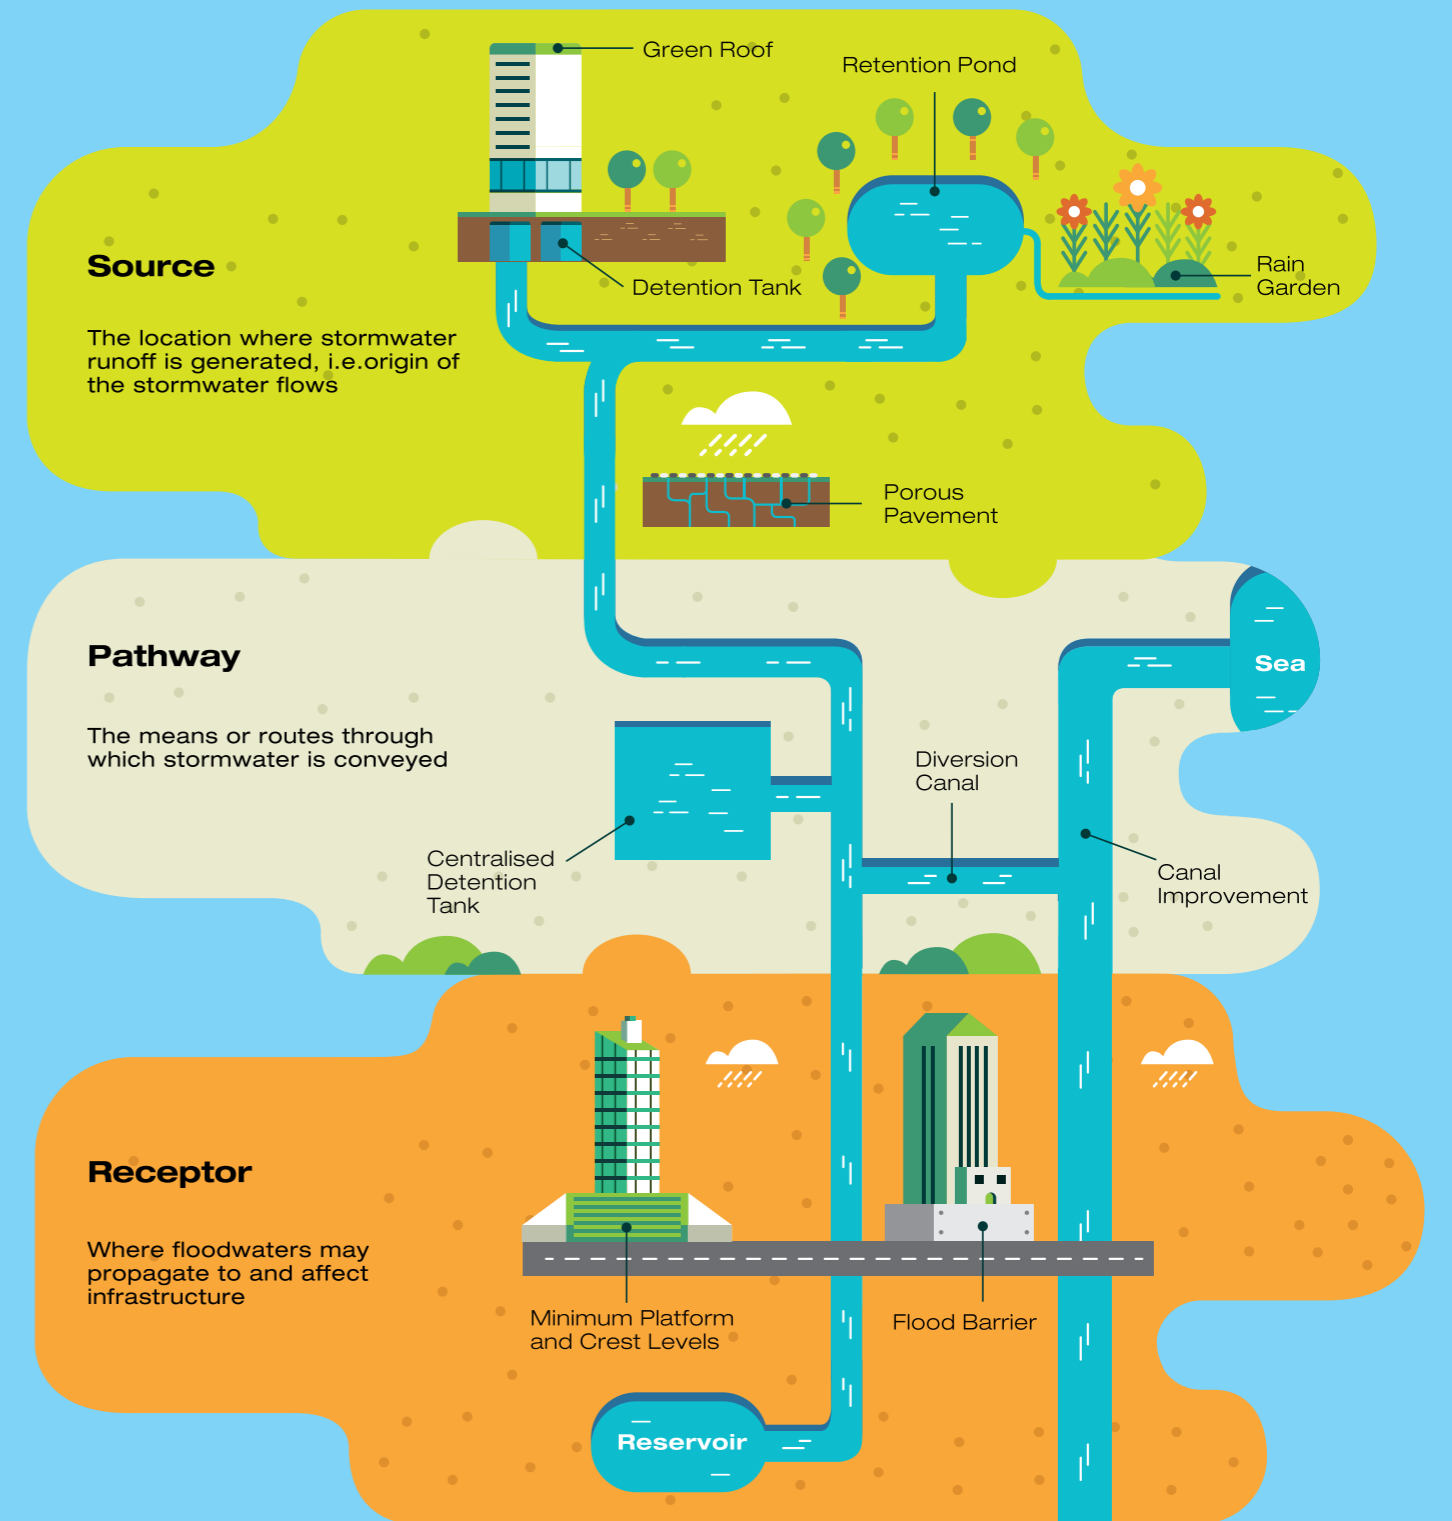 Green Roof
Retention Pond
Source
Rain
Garden
Detention Tank
The location where stormwater
runoff is generated, i.e.origin of
the stormwater flows
Porous
Pavement
Pathway
Sea
The means or routes through
which stormwater is conveyed
Diversion
Canal
Centralised
Detention
Tank
Canal
Improvement
Receptor
Where floodwaters may
propagate to and affect
infrastructure
Minimum Platform
and Crest Levels
Flood Barrier
Reservoir